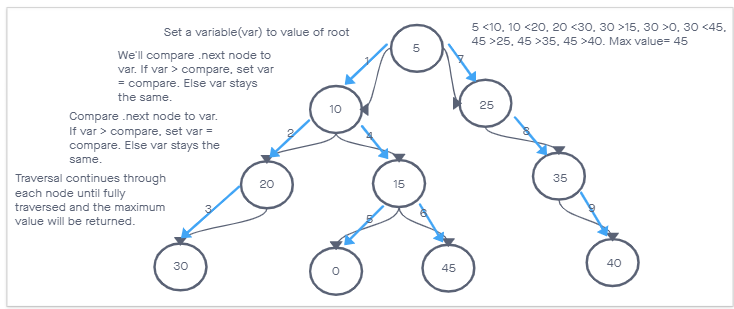 Set a variable(var) to value of root
5 <10, 10 <20, 20 <30, 30 >15, 30 >0, 30 <45,
45 >25, 45 >35, 45 >40. Max value= 45
We'll compare .next node to
var. If var > compare, set var
= compare. Else var stays
the same.
Compare .next node to var.
If var > compare, set var =
compare. Else var stays the
same.
Traversal continues through
each node until fully
traversed and the maximum
value will be returned.
5
1
7
10
25
2
4
8
20
15
35
3
5
6
9
30
0
45
40